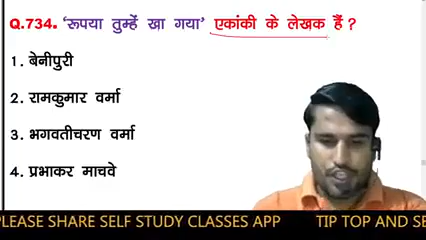 Q.734. 'रूपया तुम्हें खा गया' एकांकी के लेखक हैं ?
1. बेनीपुरी
2. रामकुमार वर्मा
3. भगवतीचरण वर्मा
4. प्रभाकर माचवे
PLEASE SHARE SELF STUDY CLASSES APP TIP TOP AND SE